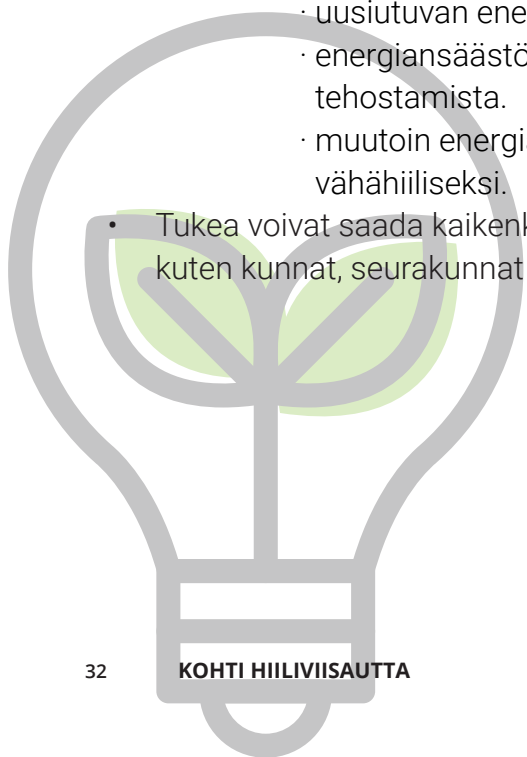 · uusiutuvan ene
· energiansäästö
tehostamista.
· muutoin energi
vähähiiliseksi.
• Tukea voivat saada kaikenk
kuten kunnat, seurakunnat
32 KOHTI HIILIVIISAUTTA